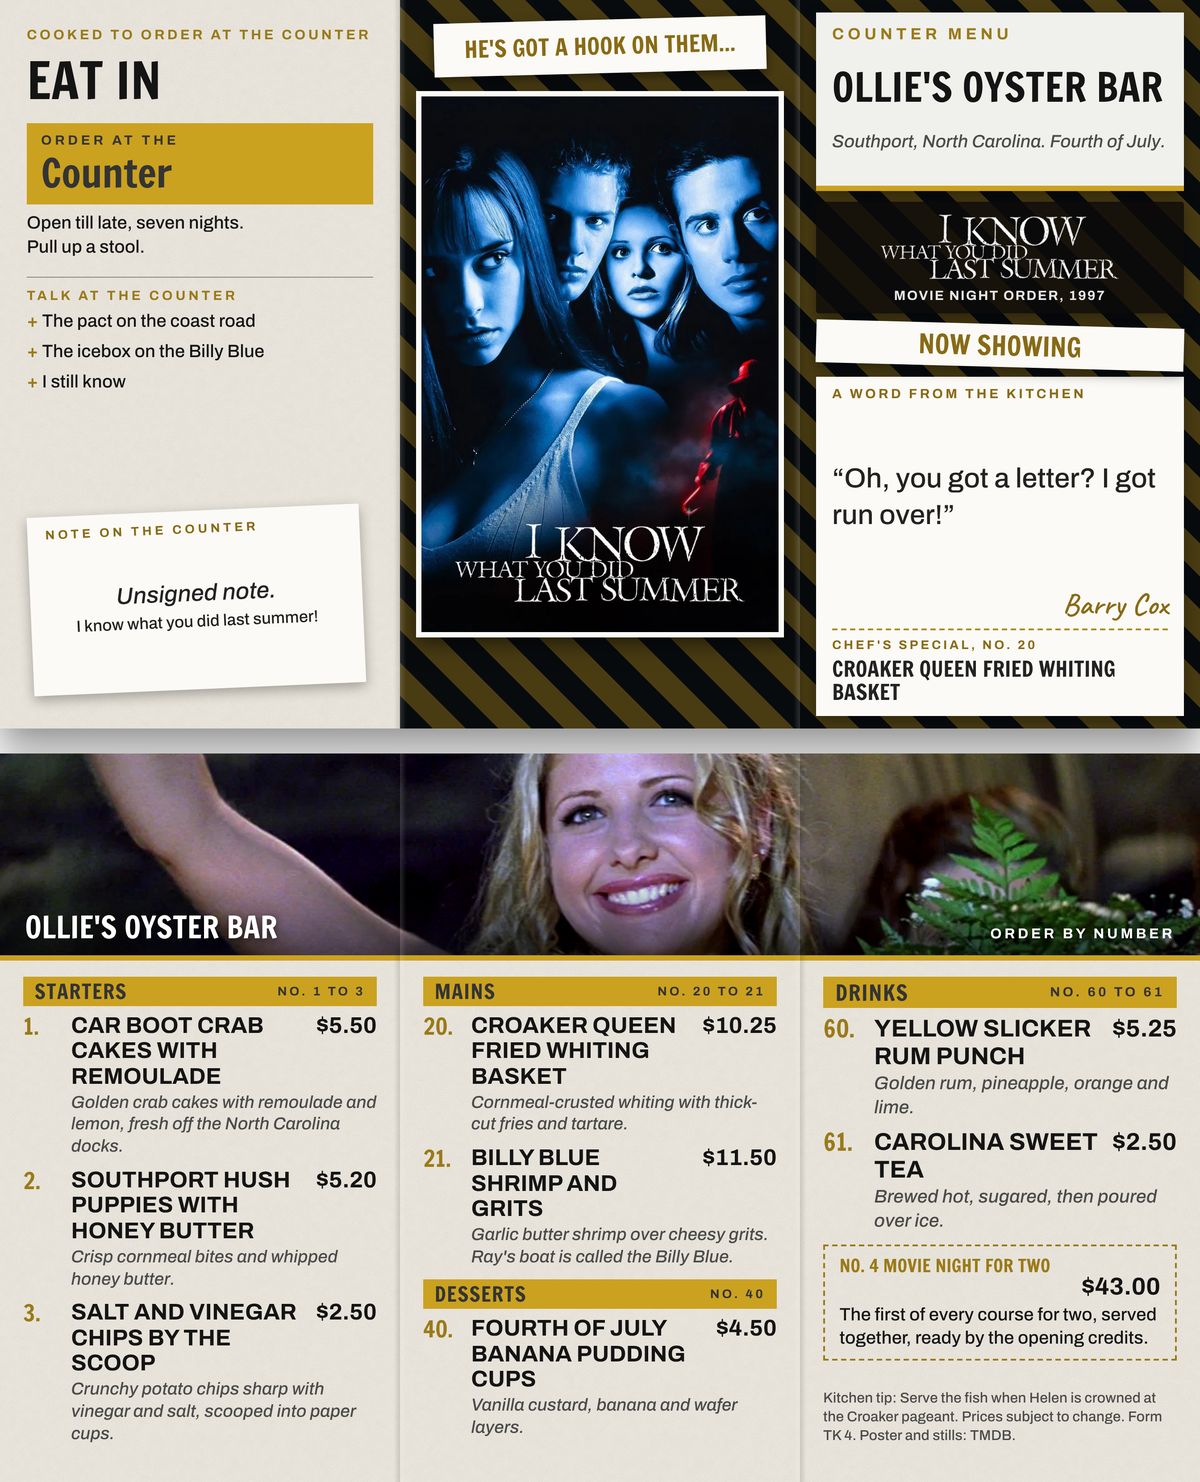 COOKED TO ORDER AT THE COUNTER
EAT IN
ORDER AT THE
Counter
Open till late, seven nights.
Pull up a stool.
TALK AT THE COUNTER
+ The pact on the coast road
+ The icebox on the Billy Blue
+ I still know
NOTE ON THE COUNTER
Unsigned note.
I know what you did last summer!
HE'S GOT A HOOK ON THEM...
I KNOW
WHAT YOU DID
LAST SUMMER
COUNTER MENU
OLLIE'S OYSTER BAR
Southport, North Carolina. Fourth of July.
I KNOW
WHAT YOU DID
LAST SUMMER
MOVIE NIGHT ORDER, 1997
NOW SHOWING
A WORD FROM THE KITCHEN
“Oh, you got a letter? I got
run over!”
Barry Cox
CHEF'S SPECIAL, NO. 20
CROAKER QUEEN FRIED WHITING
BASKET
OLLIE'S OYSTER BAR
ORDER BY NUMBER
STARTERS NO. 1 TO 3
1. CAR BOOT CRAB $5.50
CAKES WITH
REMOULADE
Golden crab cakes with remoulade and
lemon, fresh off the North Carolina
docks.
2. SOUTHPORT HUSH $5.20
PUPPIES WITH
HONEY BUTTER
Crisp cornmeal bites and whipped
honey butter.
3. SALT AND VINEGAR $2.50
CHIPS BY THE
SCOOP
Crunchy potato chips sharp with
vinegar and salt, scooped into paper
cups.
MAINS NO. 20 TO 21
20. CROAKER QUEEN $10.25
FRIED WHITING
BASKET
Cornmeal-crusted whiting with thick-
cut fries and tartare.
21. BILLY BLUE $11.50
SHRIMP AND
GRITS
Garlic butter shrimp over cheesy grits.
Ray's boat is called the Billy Blue.
DESSERTS NO. 40
40. FOURTH OF JULY $4.50
BANANA PUDDING
CUPS
Vanilla custard, banana and wafer
layers.
DRINKS NO. 60 TO 61
60. YELLOW SLICKER $5.25
RUM PUNCH
Golden rum, pineapple, orange and
lime.
61. CAROLINA SWEET $2.50
TEA
Brewed hot, sugared, then poured
over ice.
NO. 4 MOVIE NIGHT FOR TWO
$43.00
The first of every course for two, served
together, ready by the opening credits.
Kitchen tip: Serve the fish when Helen is crowned at
the Croaker pageant. Prices subject to change. Form
TK 4. Poster and stills: TMDB.